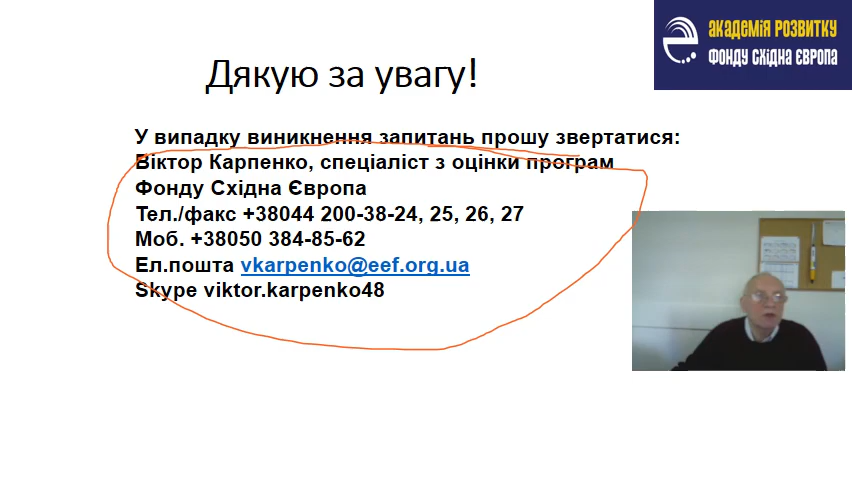 АКАДЕМІЯ РОЗВИТКУ
ФОНДУ СХІДНА ЄВРОПА
Дякую за увагу!
У випадку виникнення запитань прошу звертатися:
Віктор Карпенко, спеціаліст з оцінки програм
Фонду Східна Європа
Тел./факс +38044 200-38-24, 25, 26, 27
Моб. +38050 384-85-62
Ел.пошта vkarpenko@eef.org.ua
Skype viktor.karpenko48